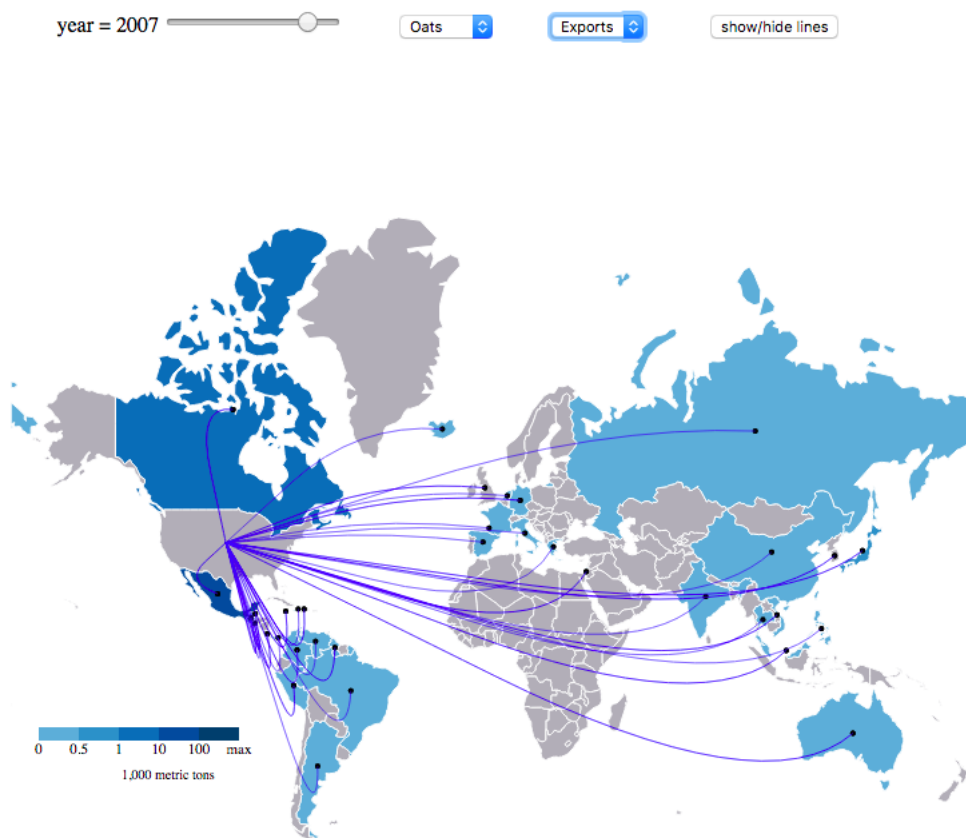 year = 2007 Oats Exports show/hide lines
0 0.5 1 10 100 max
1,000 metric tons